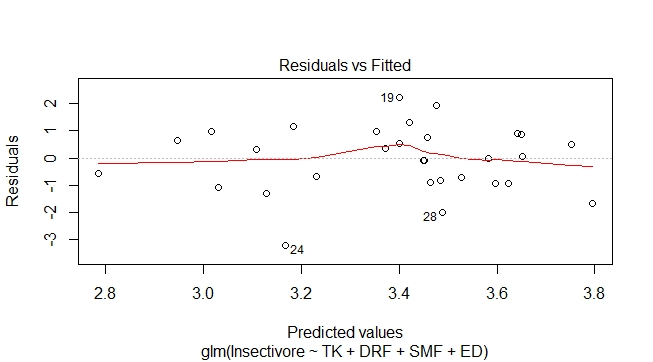 Residuals vs Fitted
Residuals
2
1
0
-1
-2
-3
19
28
24
2.8 3.0 3.2 3.4 3.6 3.8
Predicted values
glm(Insectivore ~ TK + DRF + SMF + ED)